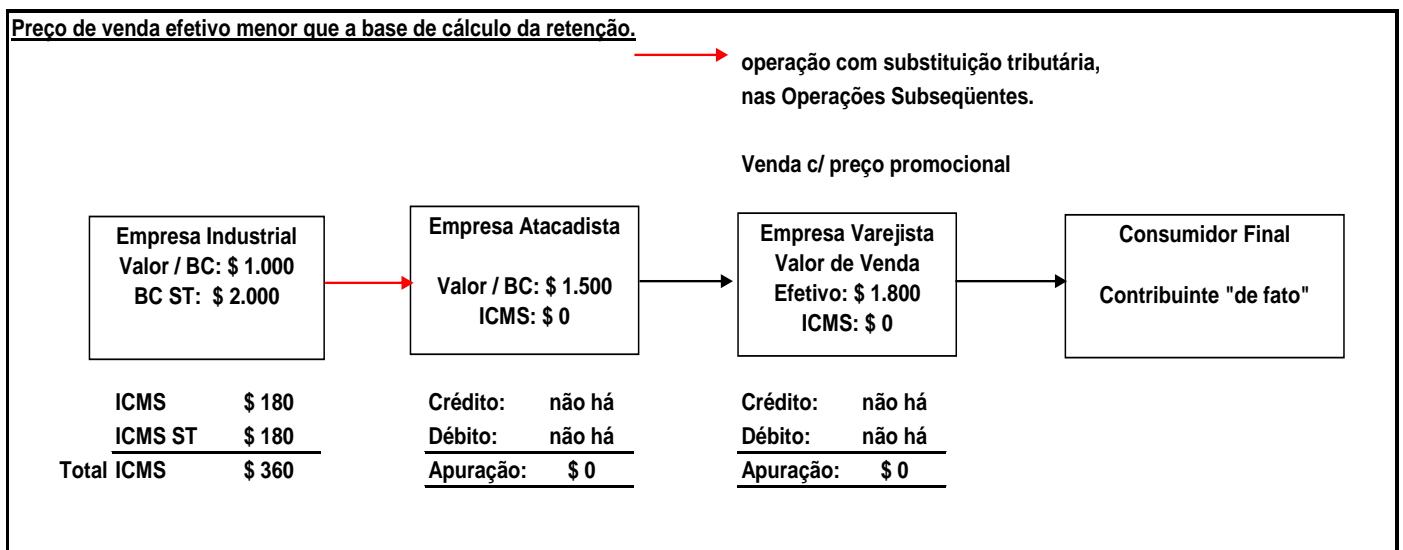 Preço de venda efetivo menor que a base de cálculo da retenção.
operação com substituição tributária,
nas Operações Subseqüentes.
Venda c/ preço promocional
Empresa Industrial
Valor / BC: $ 1.000
BC ST: $ 2.000
Empresa Atacadista
Valor / BC: $ 1.500
ICMS: $ 0
Empresa Varejista
Valor de Venda
Efetivo: $ 1.800
ICMS: $ 0
Consumidor Final
Contribuinte "de fato"
ICMS $ 180
ICMS ST $ 180
Total ICMS $ 360
Crédito: não há
Débito: não há
Apuração: $ 0
Crédito: não há
Débito: não há
Apuração: $ 0